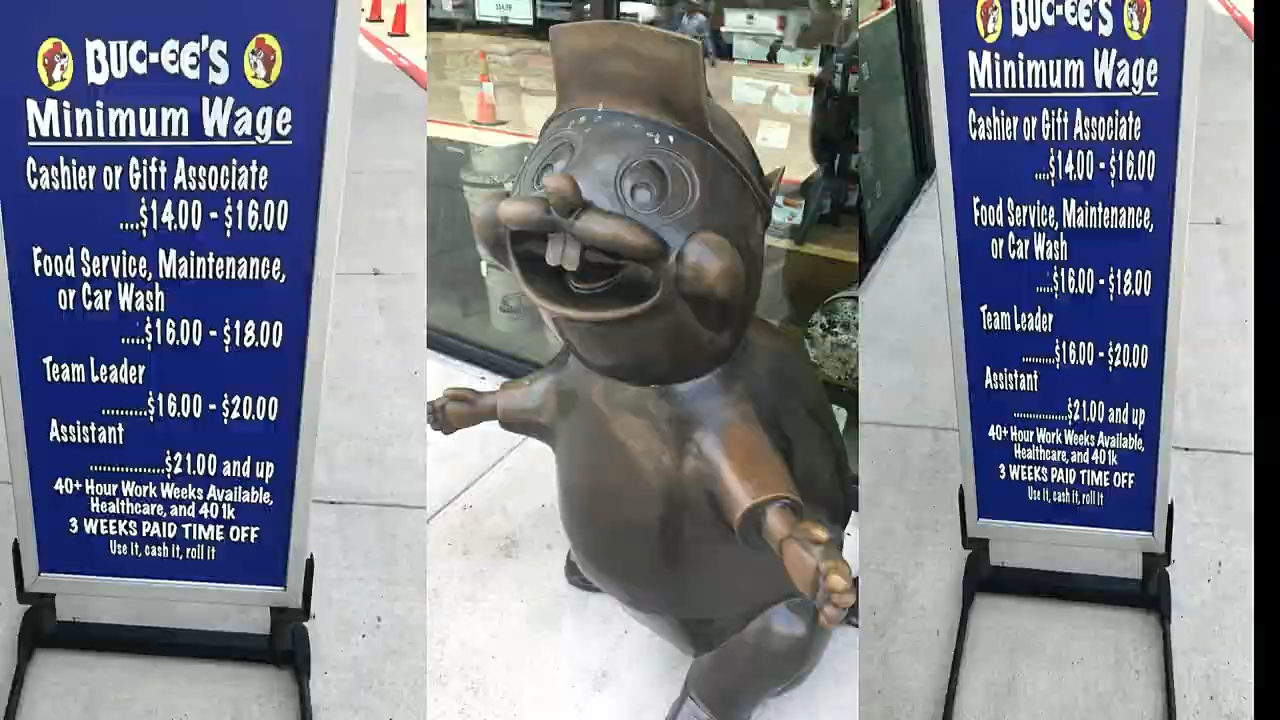 BUC-EE'S
Minimum Wage
Cashier or Gift Associate
....$14.00 - $16.00
Food Service, Maintenance,
or Car Wash
.....$16.00 - $18.00
Team Leader
.........$16.00 - $20.00
Assistant
...............$21.00 and up
40+ Hour Work Weeks Available,
Healthcare, and 401k
3 WEEKS PAID TIME OFF
Use it, cash it, roll it
BUC-EE'S
Minimum Wage
Cashier or Gift Associate
....$14.00 - $16.00
Food Service, Maintenance,
or Car Wash
.....$16.00 - $18.00
Team Leader
.........$16.00 - $20.00
Assistant
...............$21.00 and up
40+ Hour Work Weeks Available,
Healthcare, and 401k
3 WEEKS PAID TIME OFF
Use it, cash it, roll it